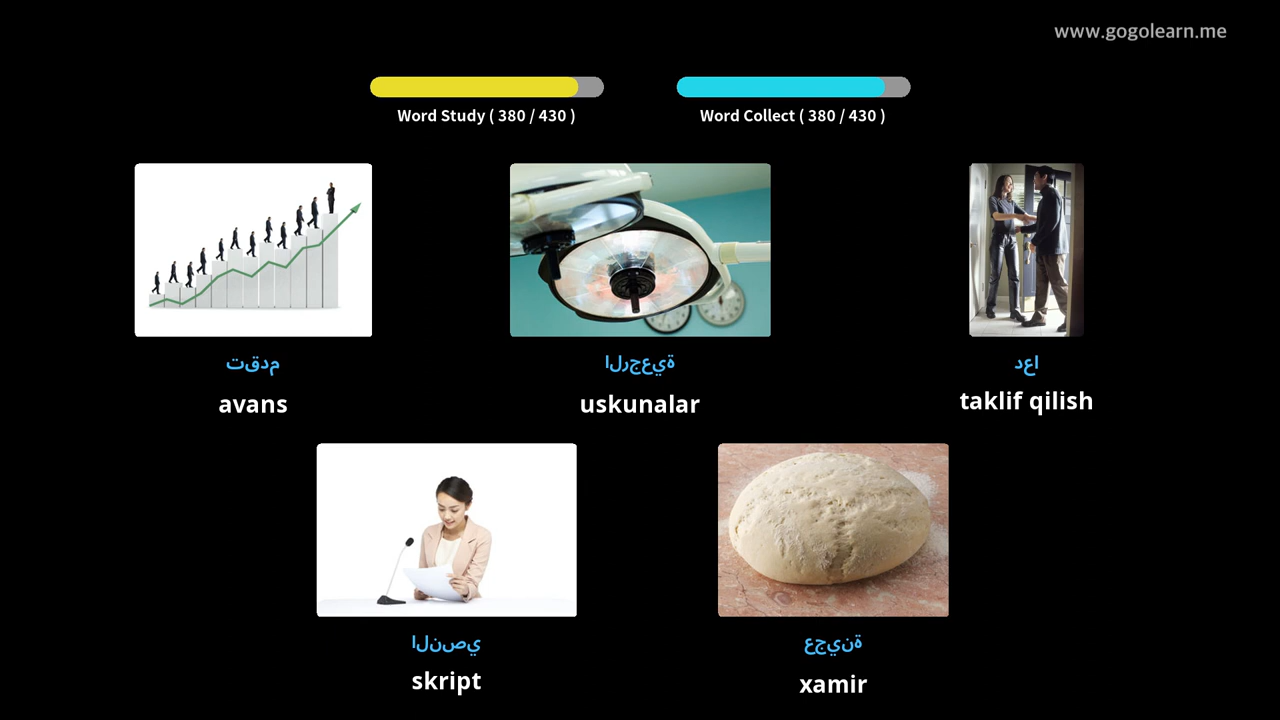 www.gogolearn.me
Word Study ( 380 / 430 )
Word Collect ( 380 / 430 )
تقدم
الرجعية
دعا
avans
uskunalar
taklif qilish
النصي
عجينة
skript
xamir